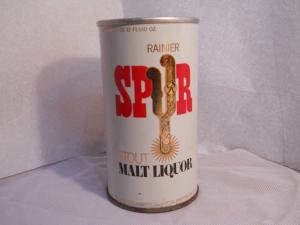 12 FLUID OZ.
RAINIER
SPUR
STOUT
MALT LIQUOR